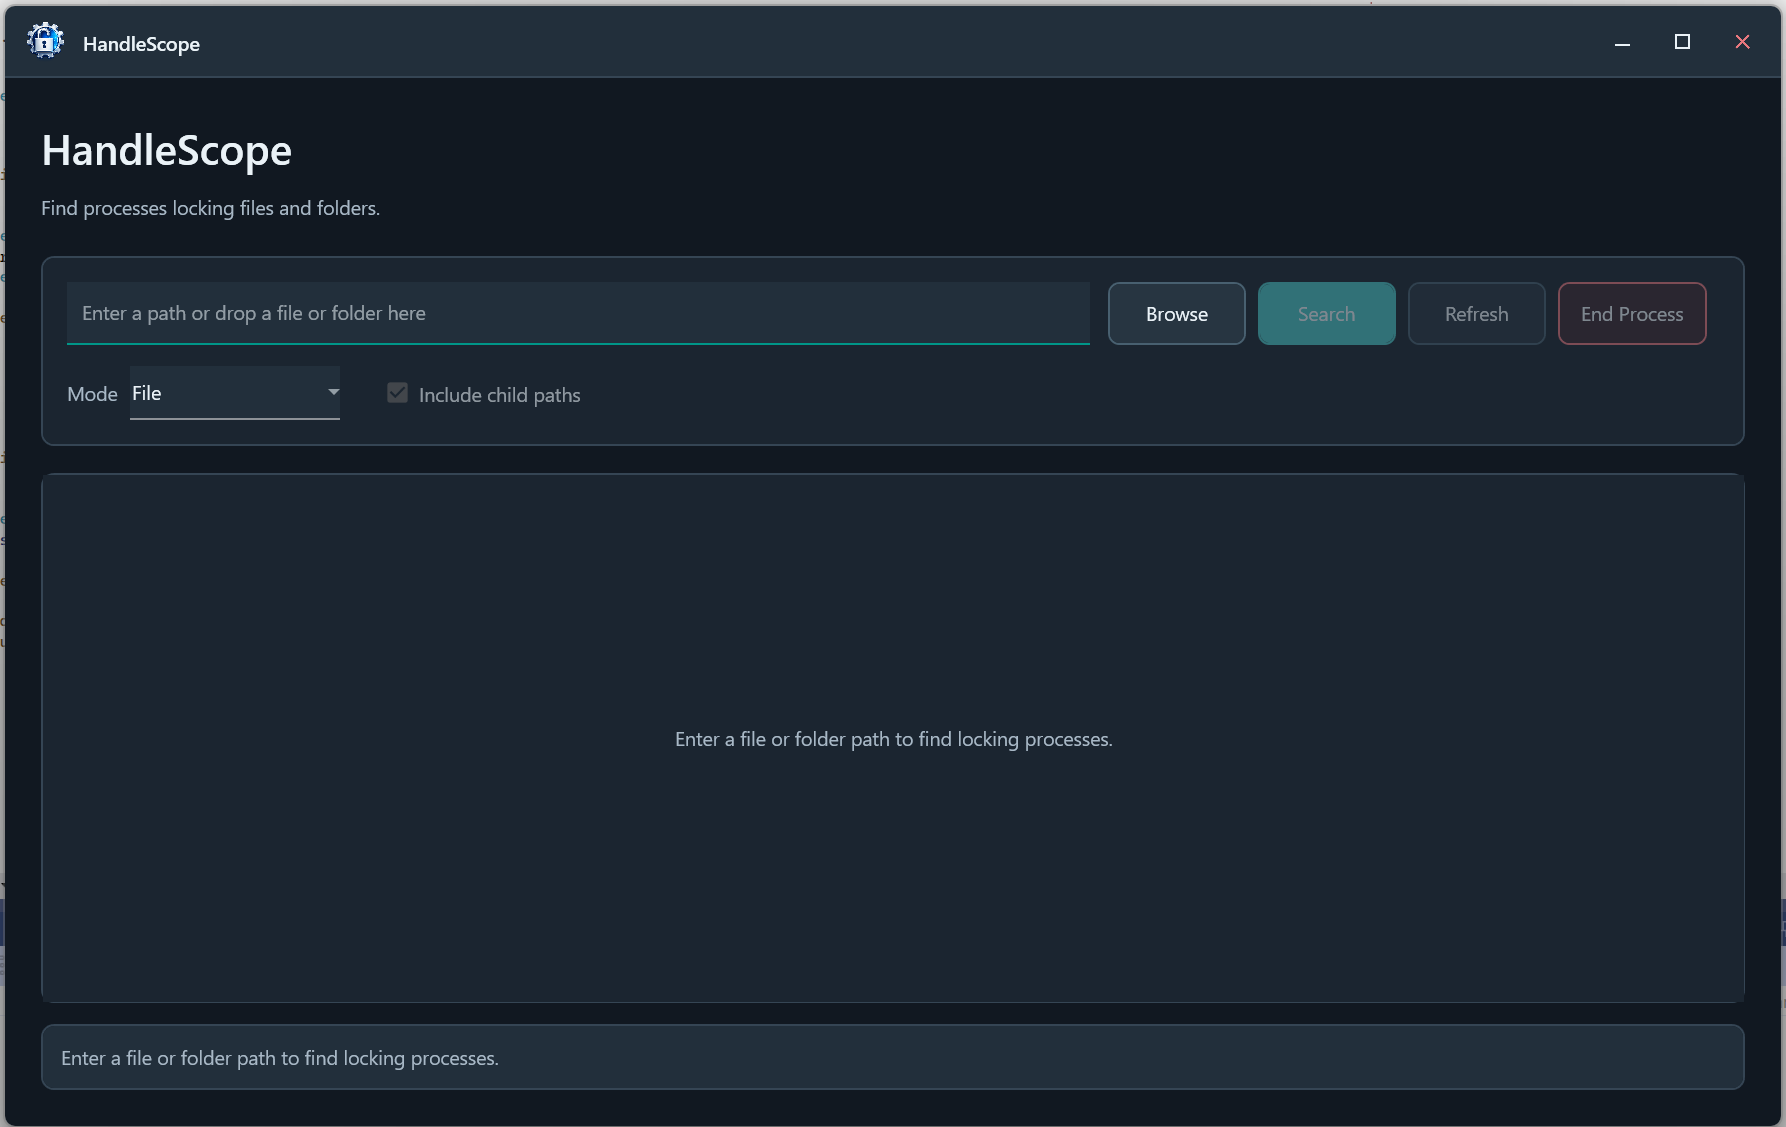 HandleScope
HandleScope
Find processes locking files and folders.
Enter a path or drop a file or folder here
Browse
Search
Refresh
End Process
Mode
File
Include child paths
Enter a file or folder path to find locking processes.
Enter a file or folder path to find locking processes.